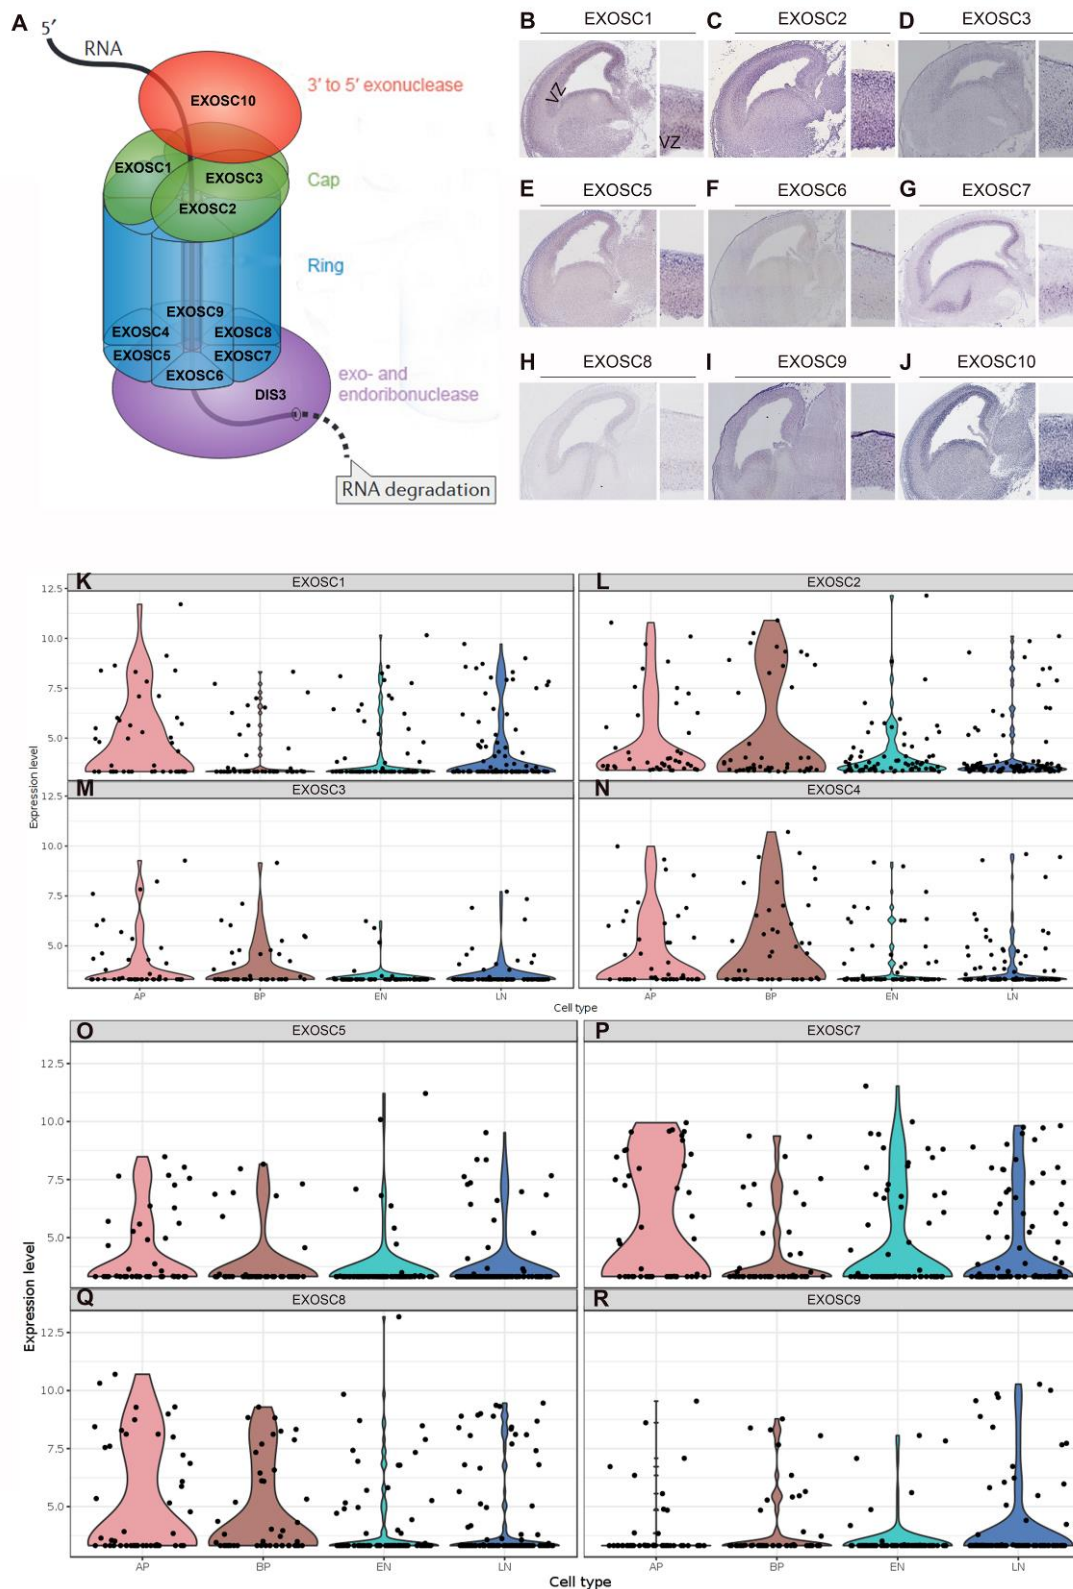 A
5′
RNA
EXOSC10
3′ to 5′ exonuclease
EXOSC1
EXOSC3
Cap
EXOSC2
Ring
EXOSC9
EXOSC4
EXOSC8
EXOSC5
EXOSC7
EXOSC6
DIS3
exo- and
endoribonuclease
RNA degradation
B
EXOSC1
VZ
VZ
C
EXOSC2
D
EXOSC3
E
EXOSC5
F
EXOSC6
G
EXOSC7
H
EXOSC8
I
EXOSC9
J
EXOSC10
K
EXOSC1
L
EXOSC2
12.5
10.0
7.5
5.0
Expression level
M
EXOSC3
N
EXOSC4
12.5
10.0
7.5
5.0
AP BP EN LN
AP BP EN LN
Cell type
O
EXOSC5
P
EXOSC7
12.5
10.0
7.5
5.0
Expression level
Q
EXOSC8
R
EXOSC9
12.5
10.0
7.5
5.0
AP BP EN LN
AP BP EN LN
Cell type